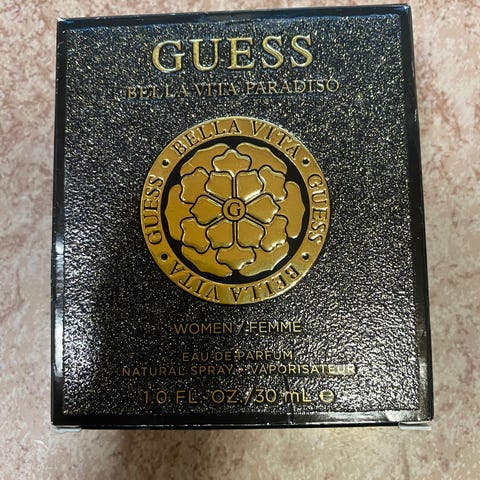 GUESS
BELLA VITA PARADISO
• BELLA VITA • GUESS • BELLA VITA • GUESS
G
WOMEN / FEMME
EAU DE PARFUM
NATURAL SPRAY - VAPORISATEUR
1.0 FL. OZ./30 mL ℮